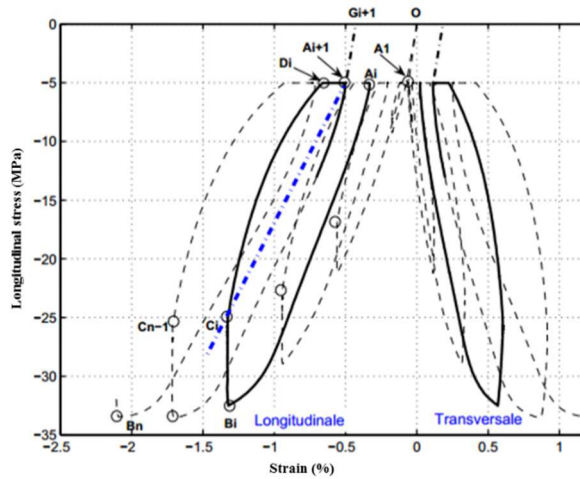 Gi+1 O
0
Ai+1 A1
Di Ai
−5
−10
−15
−20
−25
−30
−35
Longitudinal stress (MPa)
Cn−1 Ci
Bn Bi
Longitudinale Transversale
−2.5 −2 −1.5 −1 −0.5 0 0.5 1
Strain (%)